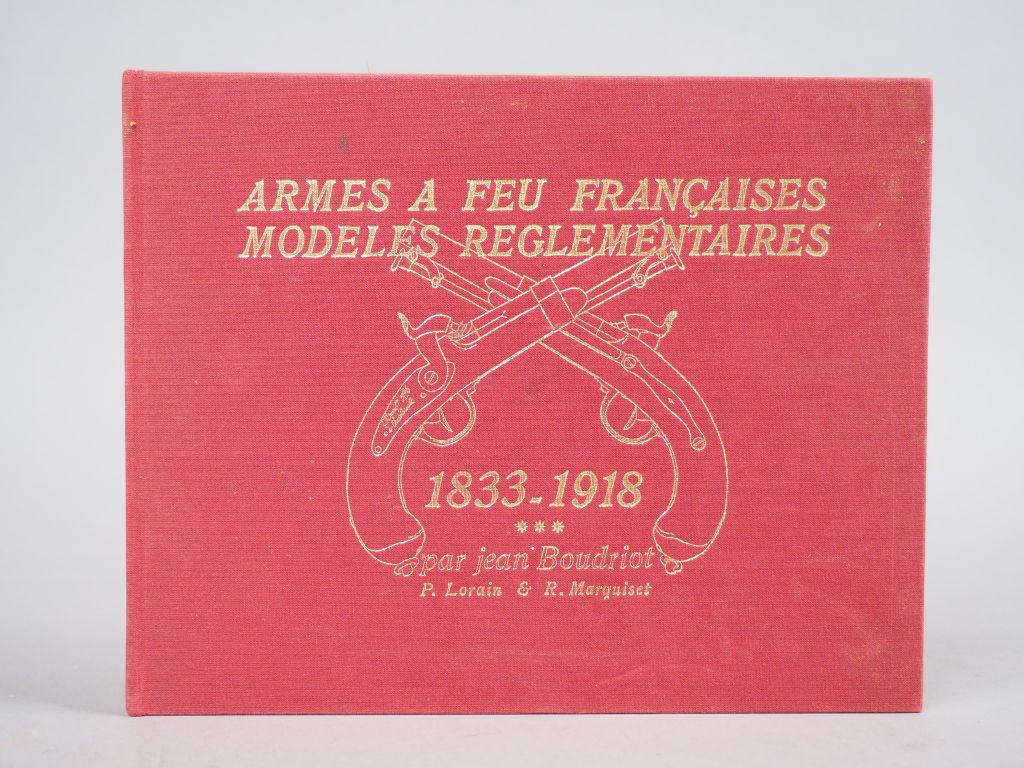 ARMES A FEU FRANÇAISES
MODELES REGLEMENTAIRES
1833-1918
par jean Boudriot
P. Lorain & R. Marquiset